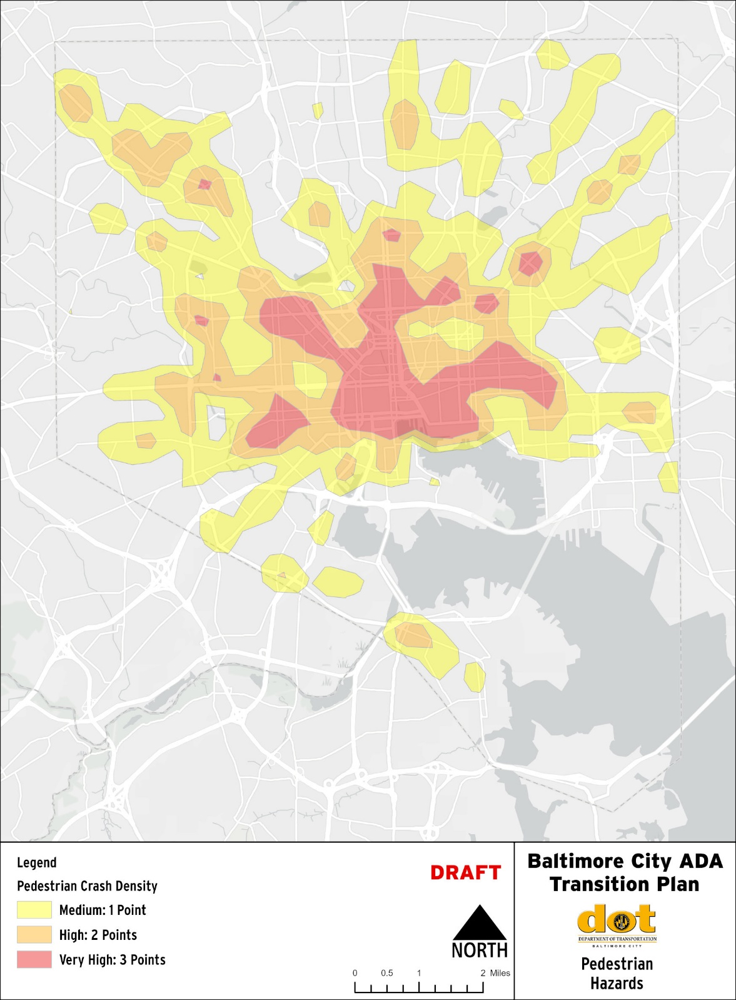 Legend
Pedestrian Crash Density
Medium: 1 Point
High: 2 Points
Very High: 3 Points
DRAFT
NORTH
0 0.5 1 2 Miles
Baltimore City ADA
Transition Plan
dot
DEPARTMENT OF TRANSPORTATION
BALTIMORE CITY
Pedestrian
Hazards